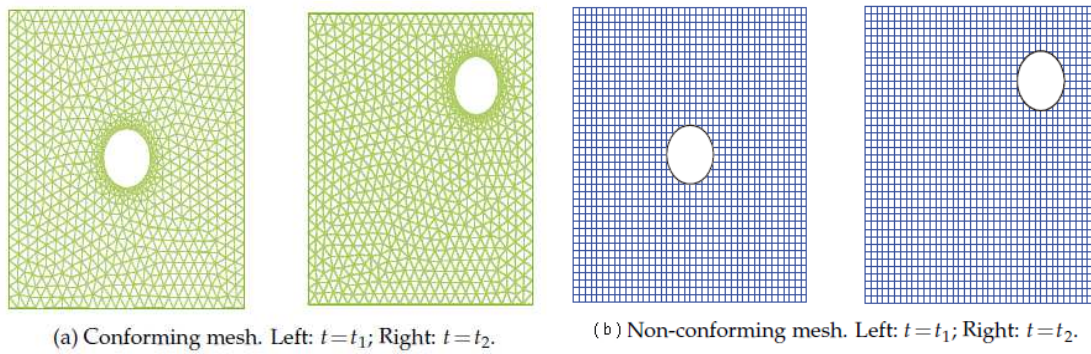 (a) Conforming mesh. Left: t=t₁; Right: t=t₂.
(b) Non-conforming mesh. Left: t=t₁; Right: t=t₂.